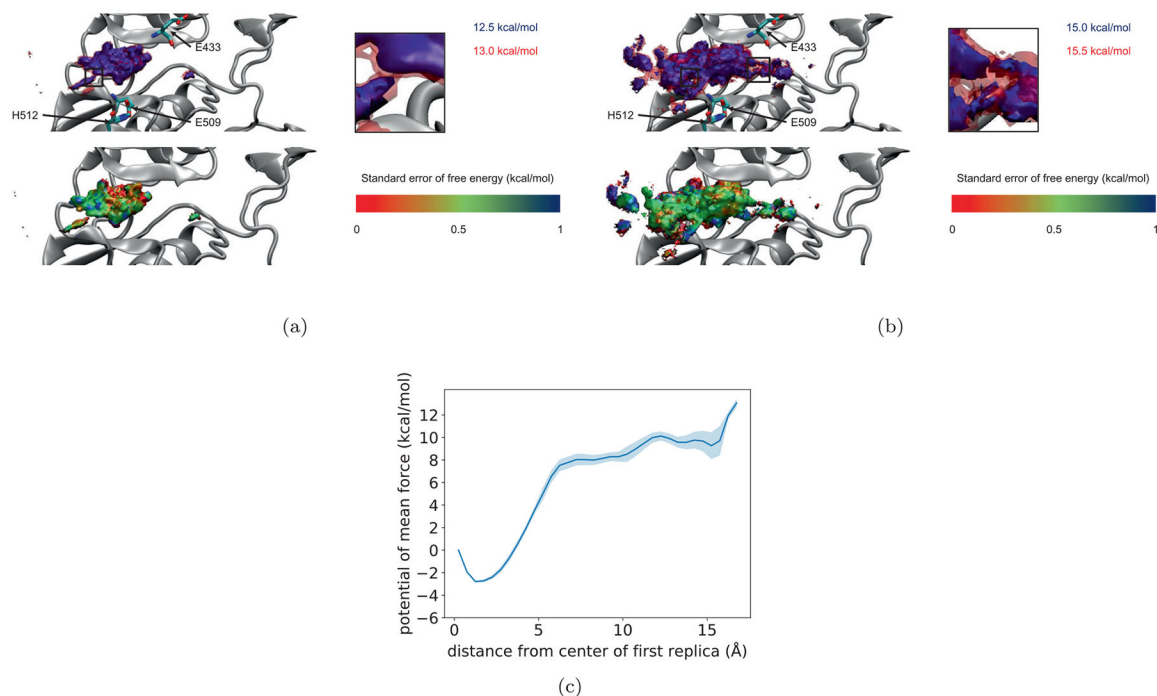 E433
12.5 kcal/mol
13.0 kcal/mol
H512
E509
Standard error of free energy (kcal/mol)
0 0.5 1
(a)
E433
15.0 kcal/mol
15.5 kcal/mol
H512
E509
Standard error of free energy (kcal/mol)
0 0.5 1
(b)
potential of mean force (kcal/mol)
12
10
8
6
4
2
0
−2
−4
−6
0 5 10 15
distance from center of first replica (Å)
(c)